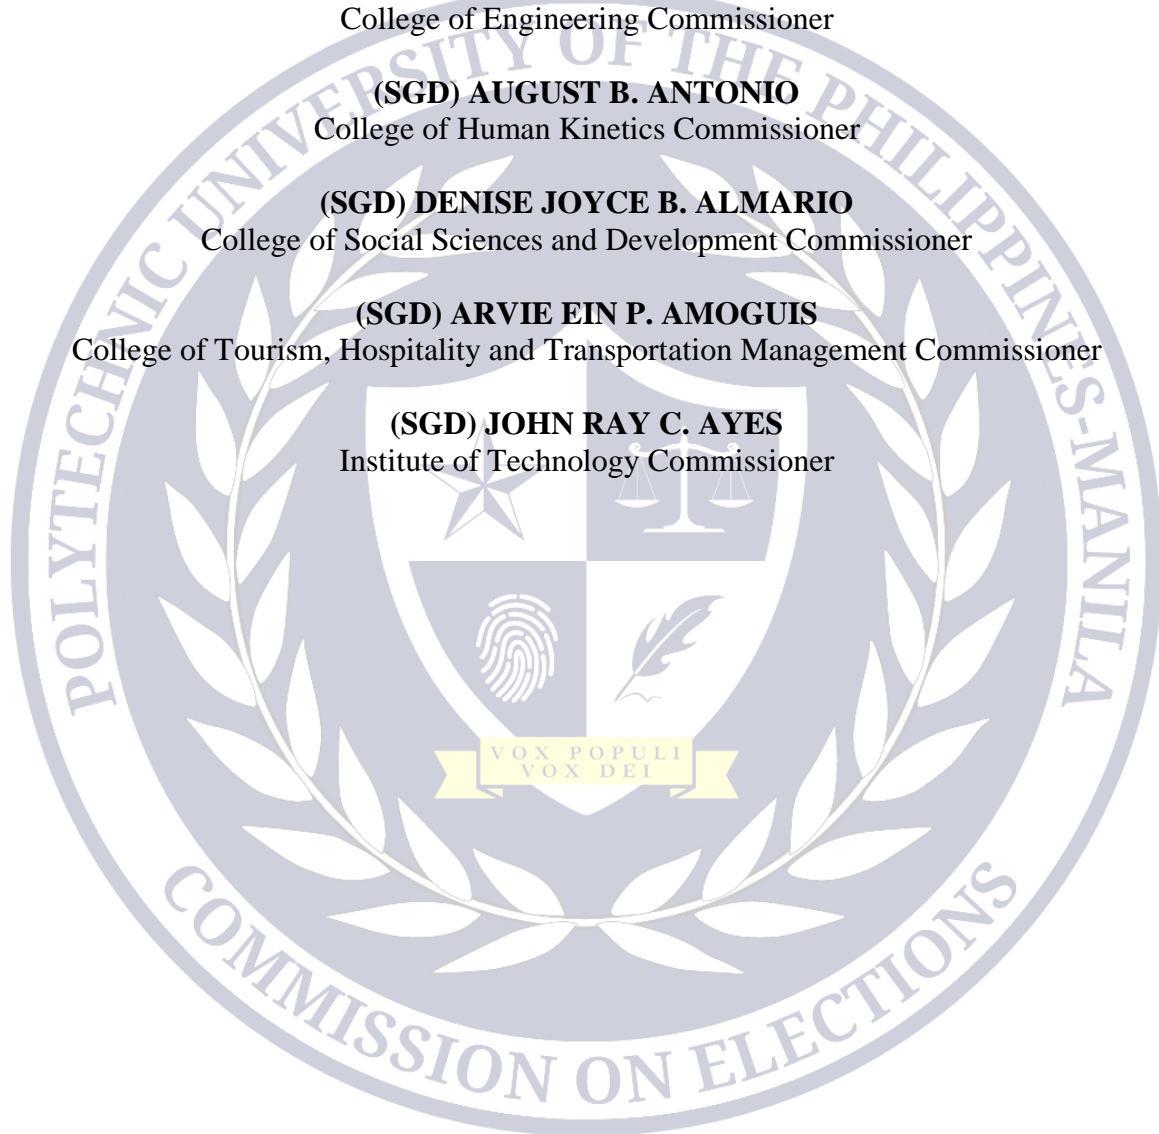 College of Engineering Commissioner
(SGD) AUGUST B. ANTONIO
College of Human Kinetics Commissioner
(SGD) DENISE JOYCE B. ALMARIO
College of Social Sciences and Development Commissioner
(SGD) ARVIE EIN P. AMOGUIS
College of Tourism, Hospitality and Transportation Management Commissioner
(SGD) JOHN RAY C. AYES
Institute of Technology Commissioner
POLYTECHNIC UNIVERSITY OF THE PHILIPPINES-MANILA
VOX POPULI
VOX DEI
COMMISSION ON ELECTIONS